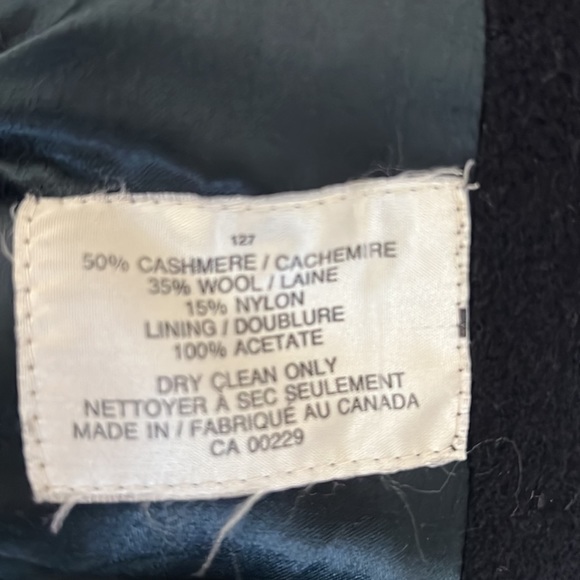 127
50% CASHMERE / CACHEMIRE
35% WOOL / LAINE
15% NYLON
LINING / DOUBLURE
100% ACETATE
DRY CLEAN ONLY
NETTOYER À SEC SEULEMENT
MADE IN / FABRIQUÉ AU CANADA
CA 00229